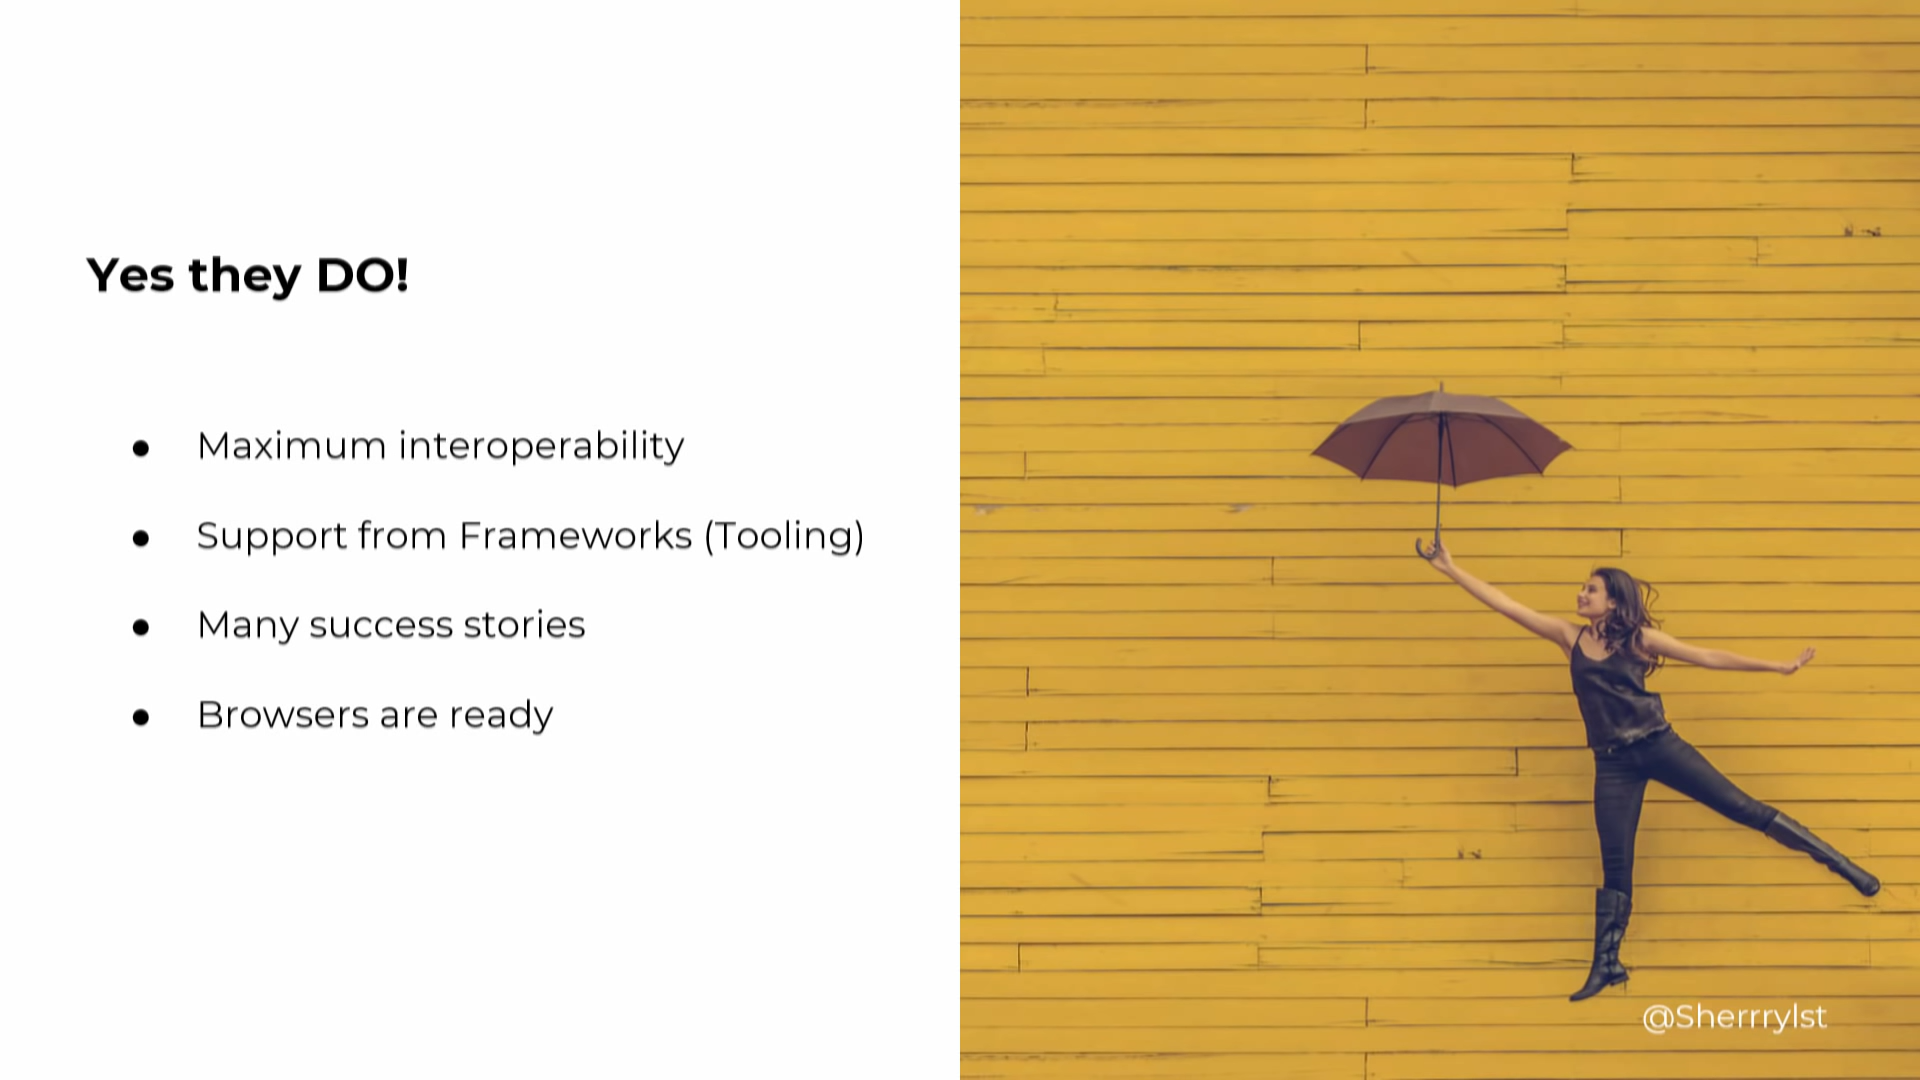 Yes they DO!
● Maximum interoperability
● Support from Frameworks (Tooling)
● Many success stories
● Browsers are ready
@Sherrrylst